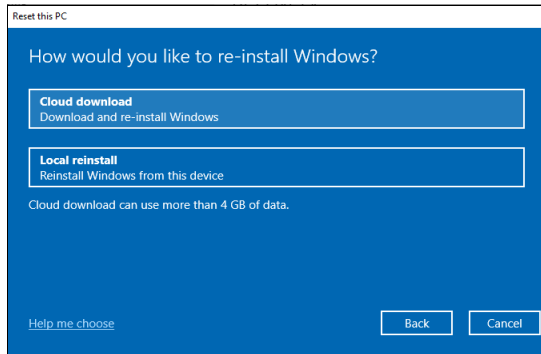 Reset this PC
How would you like to re-install Windows?
Cloud download
Download and re-install Windows
Local reinstall
Reinstall Windows from this device
Cloud download can use more than 4 GB of data.
Help me choose
Back
Cancel